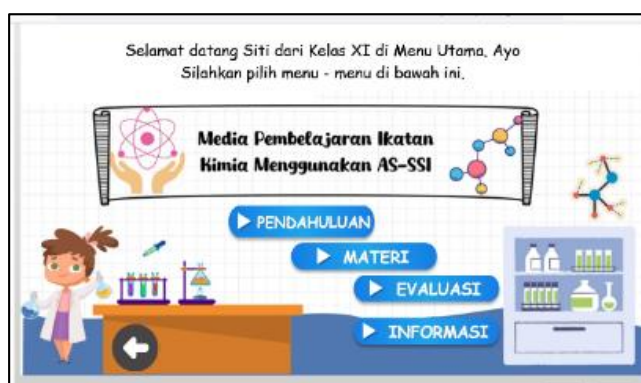 Selamat datang Siti dari Kelas XI di Menu Utama. Ayo
Silahkan pilih menu - menu di bawah ini.
Media Pembelajaran Ikatan
Kimia Menggunakan AS-SSI
PENDAHULUAN
MATERI
EVALUASI
INFORMASI